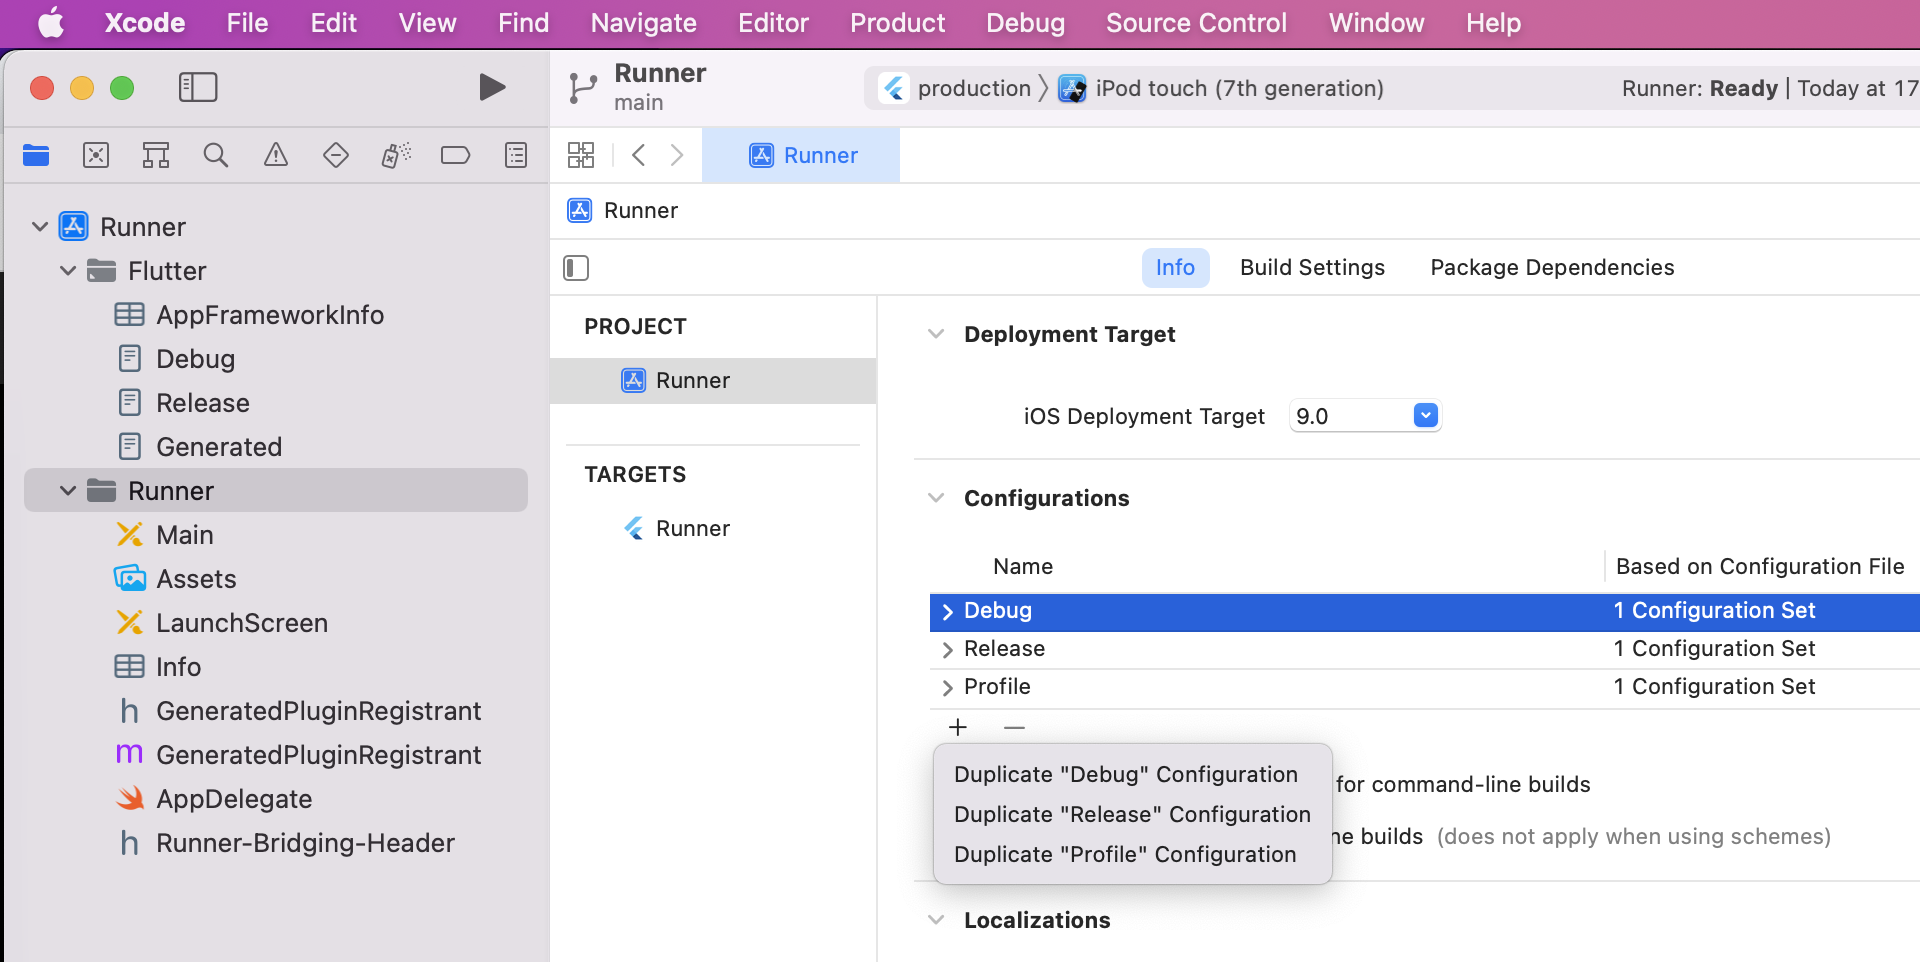 Xcode File Edit View Find Navigate Editor Product Debug Source Control Window Help
Runner
main
production iPod touch (7th generation)
Runner: Ready | Today at 17
Runner
Runner
Info Build Settings Package Dependencies
Runner
Flutter
AppFrameworkInfo
Debug
Release
Generated
Runner
Main
Assets
LaunchScreen
Info
h GeneratedPluginRegistrant
m GeneratedPluginRegistrant
AppDelegate
h Runner-Bridging-Header
PROJECT
Runner
TARGETS
Runner
Deployment Target
iOS Deployment Target 9.0
Configurations
Name Based on Configuration File
Debug 1 Configuration Set
Release 1 Configuration Set
Profile 1 Configuration Set
+ —
Duplicate "Debug" Configuration
Duplicate "Release" Configuration
Duplicate "Profile" Configuration
for command-line builds
ne builds (does not apply when using schemes)
Localizations